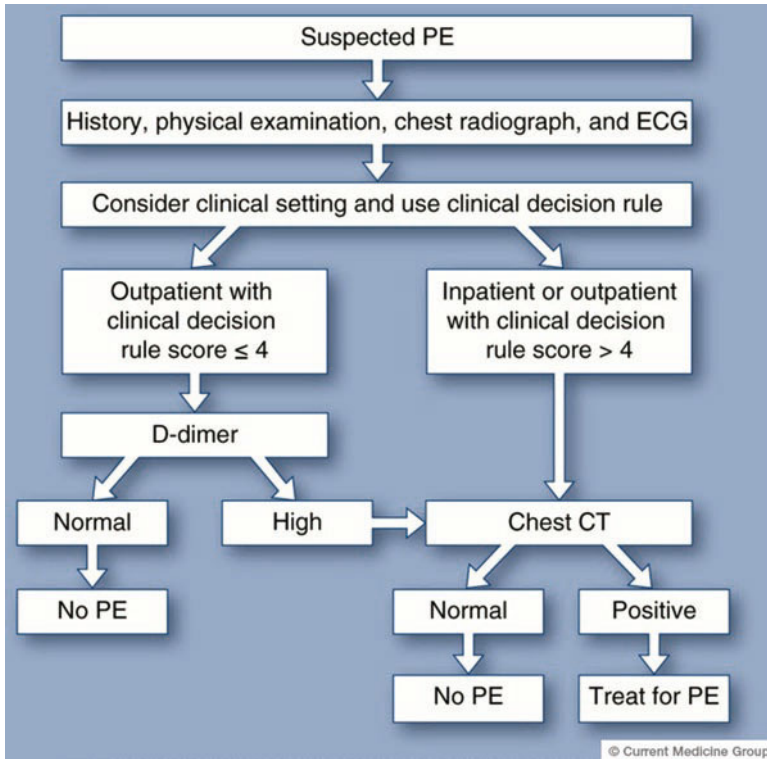 Suspected PE
History, physical examination, chest radiograph, and ECG
Consider clinical setting and use clinical decision rule
Outpatient with
clinical decision
rule score ≤ 4
Inpatient or outpatient
with clinical decision
rule score > 4
D-dimer
Normal
High
Chest CT
No PE
Normal
Positive
No PE
Treat for PE
© Current Medicine Group